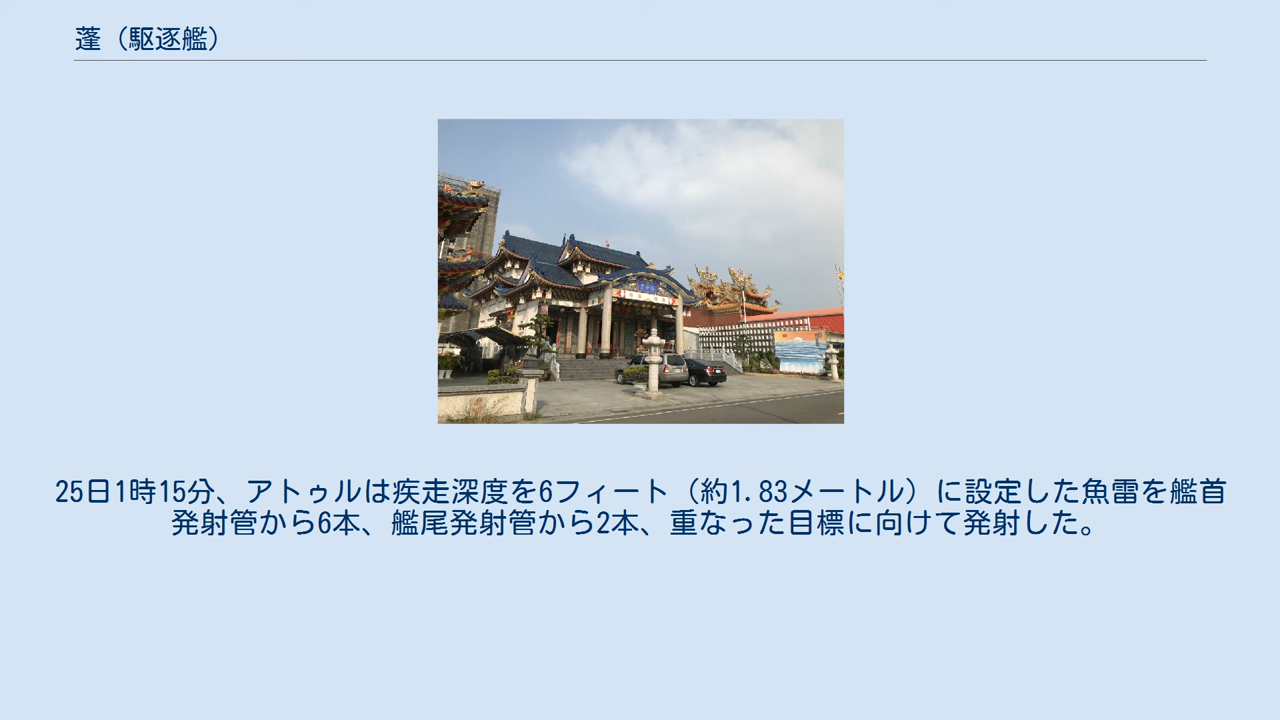 蓬（駆逐艦）
25日1時15分、アトゥルは疾走深度を6フィート（約1.83メートル）に設定した魚雷を艦首
発射管から6本、艦尾発射管から2本、重なった目標に向けて発射した。